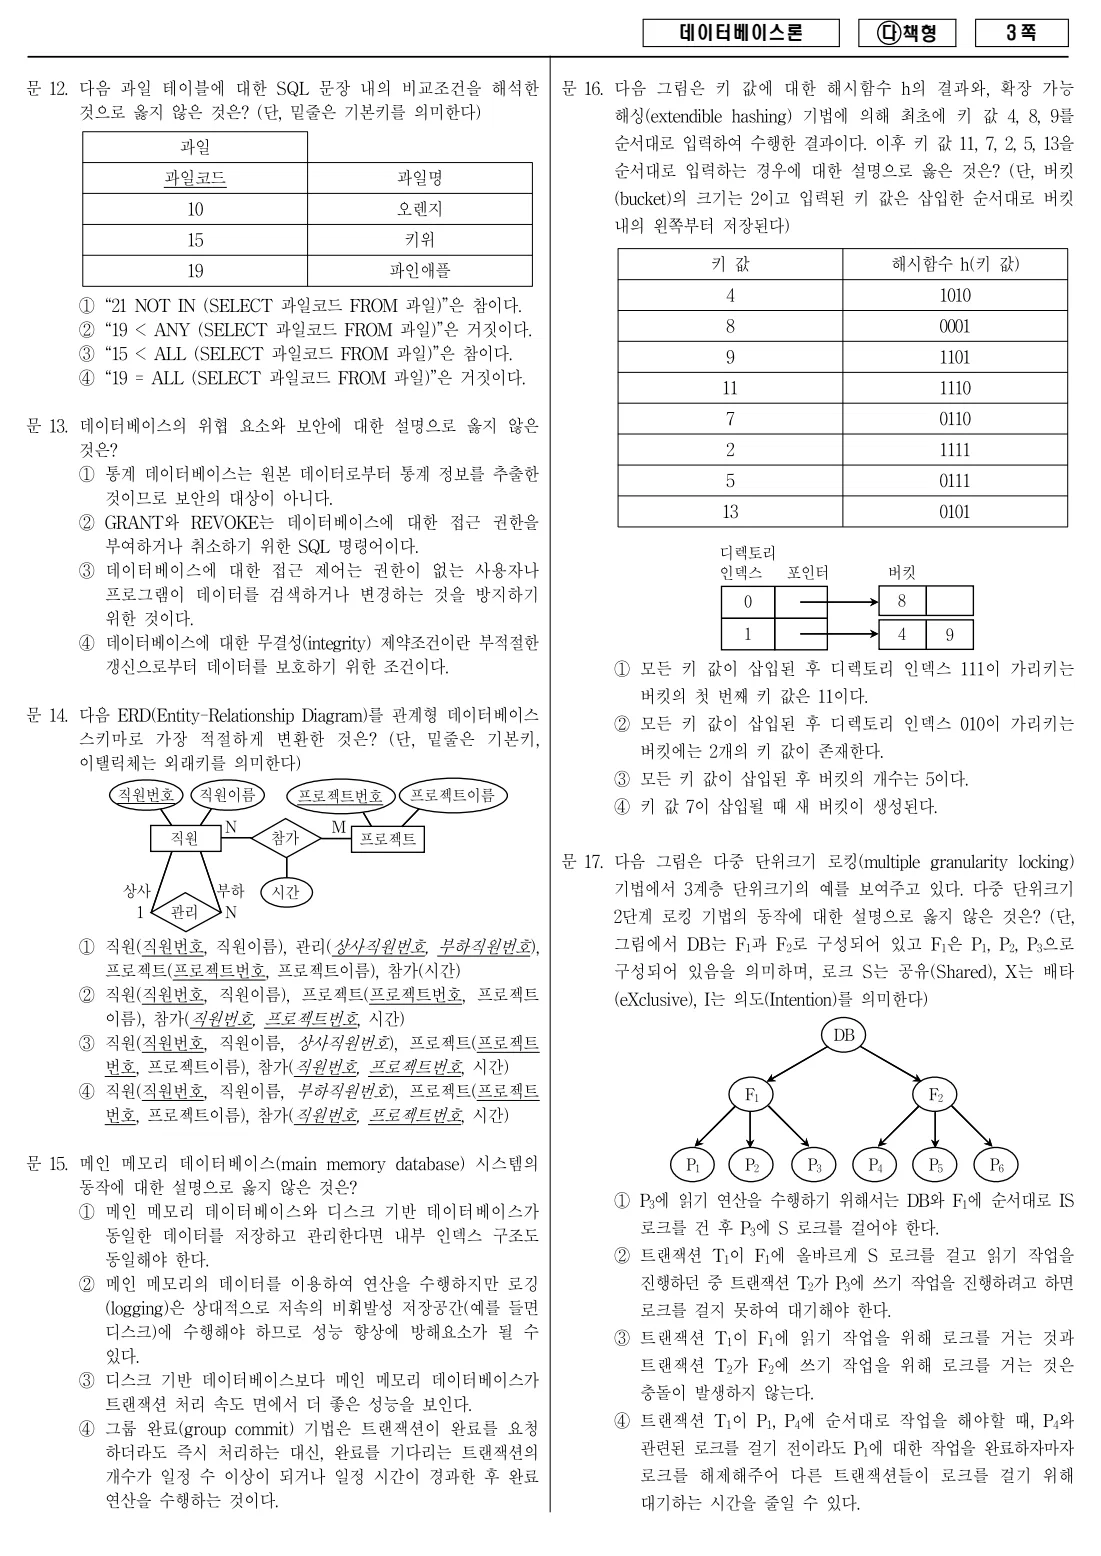 데이터베이스론
㉰책형
3 쪽
문 12. 다음 과일 테이블에 대한 SQL 문장 내의 비교조건을 해석한
것으로 옳지 않은 것은? (단, 밑줄은 기본키를 의미한다)
과일
과일코드 과일명
10 오렌지
15 키위
19 파인애플
① “21 NOT IN (SELECT 과일코드 FROM 과일)”은 참이다.
② “19 < ANY (SELECT 과일코드 FROM 과일)”은 거짓이다.
③ “15 < ALL (SELECT 과일코드 FROM 과일)”은 참이다.
④ “19 = ALL (SELECT 과일코드 FROM 과일)”은 거짓이다.
문 13. 데이터베이스의 위협 요소와 보안에 대한 설명으로 옳지 않은
것은?
① 통계 데이터베이스는 원본 데이터로부터 통계 정보를 추출한
것이므로 보안의 대상이 아니다.
② GRANT와 REVOKE는 데이터베이스에 대한 접근 권한을
부여하거나 취소하기 위한 SQL 명령어이다.
③ 데이터베이스에 대한 접근 제어는 권한이 없는 사용자나
프로그램이 데이터를 검색하거나 변경하는 것을 방지하기
위한 것이다.
④ 데이터베이스에 대한 무결성(integrity) 제약조건이란 부적절한
갱신으로부터 데이터를 보호하기 위한 조건이다.
문 14. 다음 ERD(Entity-Relationship Diagram)를 관계형 데이터베이스
스키마로 가장 적절하게 변환한 것은? (단, 밑줄은 기본키,
이탤릭체는 외래키를 의미한다)
직원번호 직원이름 프로젝트번호 프로젝트이름
직원 N 참가 M 프로젝트
상사 부하 시간
1 관리 N
① 직원(직원번호, 직원이름), 관리(상사직원번호, 부하직원번호),
프로젝트(프로젝트번호, 프로젝트이름), 참가(시간)
② 직원(직원번호, 직원이름), 프로젝트(프로젝트번호, 프로젝트
이름), 참가(직원번호, 프로젝트번호, 시간)
③ 직원(직원번호, 직원이름, 상사직원번호), 프로젝트(프로젝트
번호, 프로젝트이름), 참가(직원번호, 프로젝트번호, 시간)
④ 직원(직원번호, 직원이름, 부하직원번호), 프로젝트(프로젝트
번호, 프로젝트이름), 참가(직원번호, 프로젝트번호, 시간)
문 15. 메인 메모리 데이터베이스(main memory database) 시스템의
동작에 대한 설명으로 옳지 않은 것은?
① 메인 메모리 데이터베이스와 디스크 기반 데이터베이스가
동일한 데이터를 저장하고 관리한다면 내부 인덱스 구조도
동일해야 한다.
② 메인 메모리의 데이터를 이용하여 연산을 수행하지만 로깅
(logging)은 상대적으로 저속의 비휘발성 저장공간(예를 들면
디스크)에 수행해야 하므로 성능 향상에 방해요소가 될 수
있다.
③ 디스크 기반 데이터베이스보다 메인 메모리 데이터베이스가
트랜잭션 처리 속도 면에서 더 좋은 성능을 보인다.
④ 그룹 완료(group commit) 기법은 트랜잭션이 완료를 요청
하더라도 즉시 처리하는 대신, 완료를 기다리는 트랜잭션의
개수가 일정 수 이상이 되거나 일정 시간이 경과한 후 완료
연산을 수행하는 것이다.
문 16. 다음 그림은 키 값에 대한 해시함수 h의 결과와, 확장 가능
해싱(extendible hashing) 기법에 의해 최초에 키 값 4, 8, 9를
순서대로 입력하여 수행한 결과이다. 이후 키 값 11, 7, 2, 5, 13을
순서대로 입력하는 경우에 대한 설명으로 옳은 것은? (단, 버킷
(bucket)의 크기는 2이고 입력된 키 값은 삽입한 순서대로 버킷
내의 왼쪽부터 저장된다)
키 값 해시함수 h(키 값)
4 1010
8 0001
9 1101
11 1110
7 0110
2 1111
5 0111
13 0101
디렉토리
인덱스 포인터 버킷
0 8
1 4 9
① 모든 키 값이 삽입된 후 디렉토리 인덱스 111이 가리키는
버킷의 첫 번째 키 값은 11이다.
② 모든 키 값이 삽입된 후 디렉토리 인덱스 010이 가리키는
버킷에는 2개의 키 값이 존재한다.
③ 모든 키 값이 삽입된 후 버킷의 개수는 5이다.
④ 키 값 7이 삽입될 때 새 버킷이 생성된다.
문 17. 다음 그림은 다중 단위크기 로킹(multiple granularity locking)
기법에서 3계층 단위크기의 예를 보여주고 있다. 다중 단위크기
2단계 로킹 기법의 동작에 대한 설명으로 옳지 않은 것은? (단,
그림에서 DB는 F₁과 F₂로 구성되어 있고 F₁은 P₁, P₂, P₃으로
구성되어 있음을 의미하며, 로크 S는 공유(Shared), X는 배타
(eXclusive), I는 의도(Intention)를 의미한다)
DB
F₁ F₂
P₁ P₂ P₃ P₄ P₅ P₆
① P₃에 읽기 연산을 수행하기 위해서는 DB와 F₁에 순서대로 IS
로크를 건 후 P₃에 S 로크를 걸어야 한다.
② 트랜잭션 T₁이 F₁에 올바르게 S 로크를 걸고 읽기 작업을
진행하던 중 트랜잭션 T₂가 P₃에 쓰기 작업을 진행하려고 하면
로크를 걸지 못하여 대기해야 한다.
③ 트랜잭션 T₁이 F₁에 읽기 작업을 위해 로크를 거는 것과
트랜잭션 T₂가 F₂에 쓰기 작업을 위해 로크를 거는 것은
충돌이 발생하지 않는다.
④ 트랜잭션 T₁이 P₁, P₄에 순서대로 작업을 해야할 때, P₄와
관련된 로크를 걸기 전이라도 P₁에 대한 작업을 완료하자마자
로크를 해제해주어 다른 트랜잭션들이 로크를 걸기 위해
대기하는 시간을 줄일 수 있다.